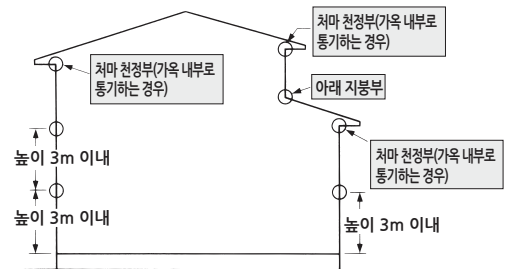 처마 천정부(가옥 내부로
통기하는 경우)
처마 천정부(가옥 내부로
통기하는 경우)
아래 지붕부
처마 천정부(가옥 내부로
통기하는 경우)
높이 3m 이내
높이 3m 이내
높이 3m 이내